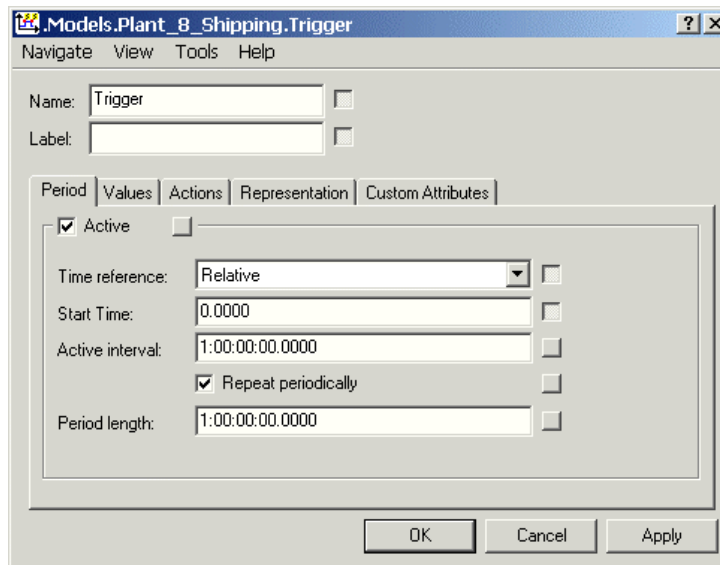 .Models.Plant_8_Shipping.Trigger
Navigate View Tools Help
Name: Trigger
Label:
Period Values Actions Representation Custom Attributes
Active
Time reference: Relative
Start Time: 0.0000
Active interval: 1:00:00:00.0000
Repeat periodically
Period length: 1:00:00:00.0000
OK Cancel Apply